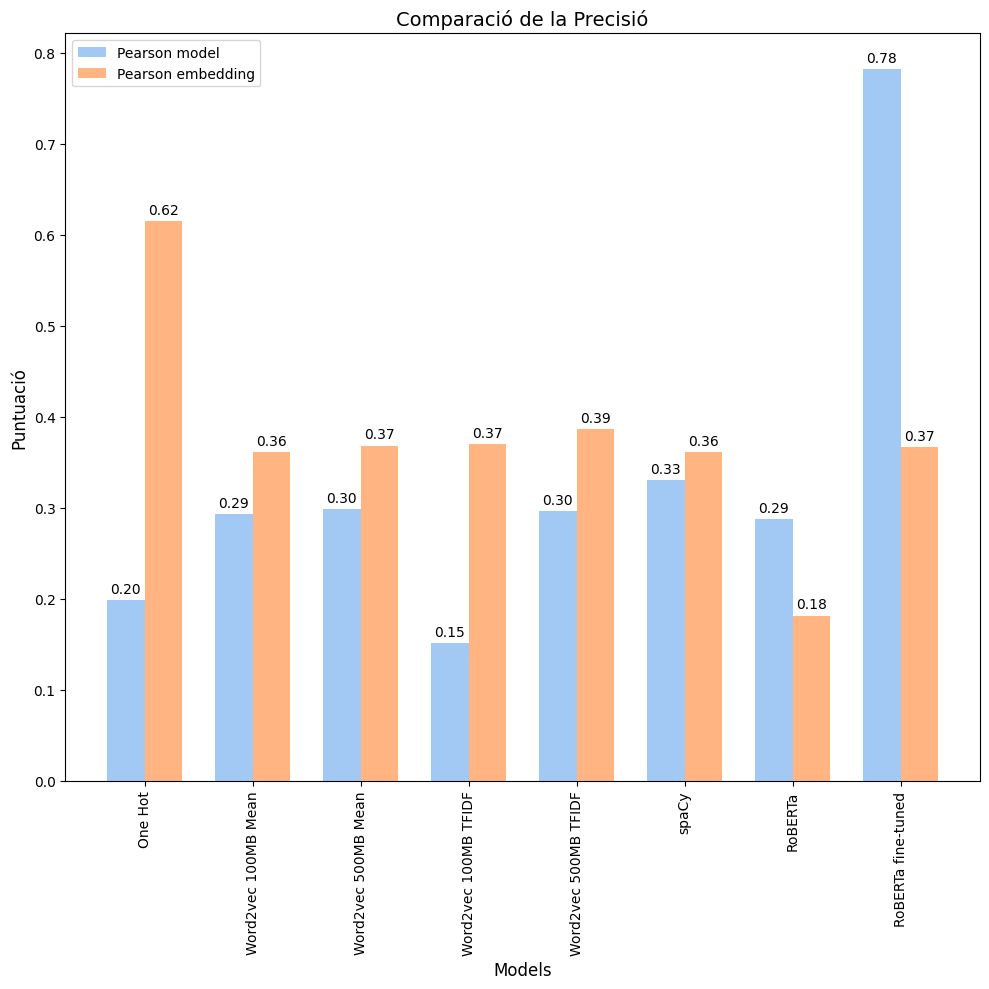 Comparació de la Precisió
Pearson model
Pearson embedding
Puntuació
0.8
0.7
0.6
0.5
0.4
0.3
0.2
0.1
0.0
0.20
0.62
0.29
0.36
0.30
0.37
0.15
0.37
0.30
0.39
0.33
0.36
0.29
0.18
0.78
0.37
One Hot
Word2vec 100MB Mean
Word2vec 500MB Mean
Word2vec 100MB TFIDF
Word2vec 500MB TFIDF
spaCy
RoBERTa
RoBERTa fine-tuned
Models